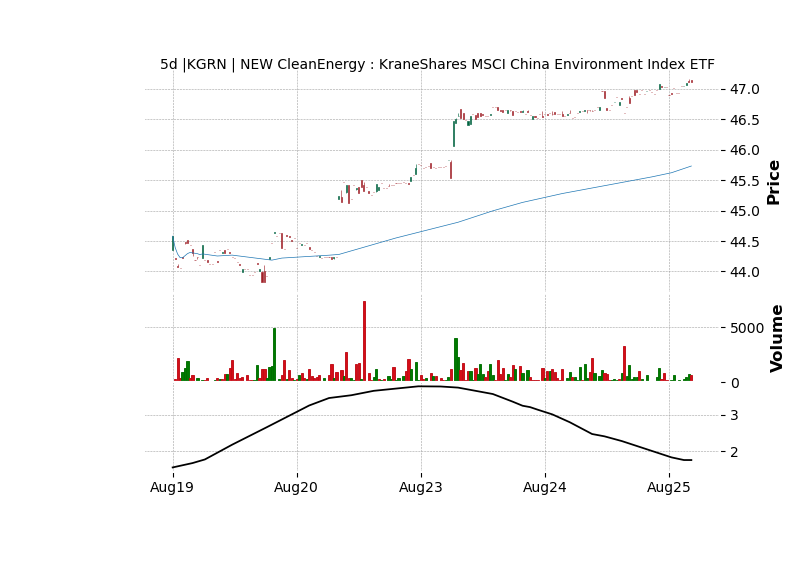 5d |KGRN | NEW CleanEnergy : KraneShares MSCI China Environment Index ETF
47.0
46.5
46.0
45.5
45.0
44.5
44.0
Price
5000
0
Volume
3
2
Aug19 Aug20 Aug23 Aug24 Aug25